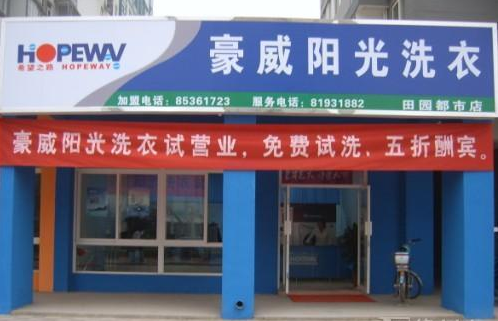 HOPEWAY
希望之路 HOPEWAY
豪威阳光洗衣
加盟电话：85361723 服务电话：81931882 田园都市店
豪威阳光洗衣试营业，免费试洗、五折酬宾。